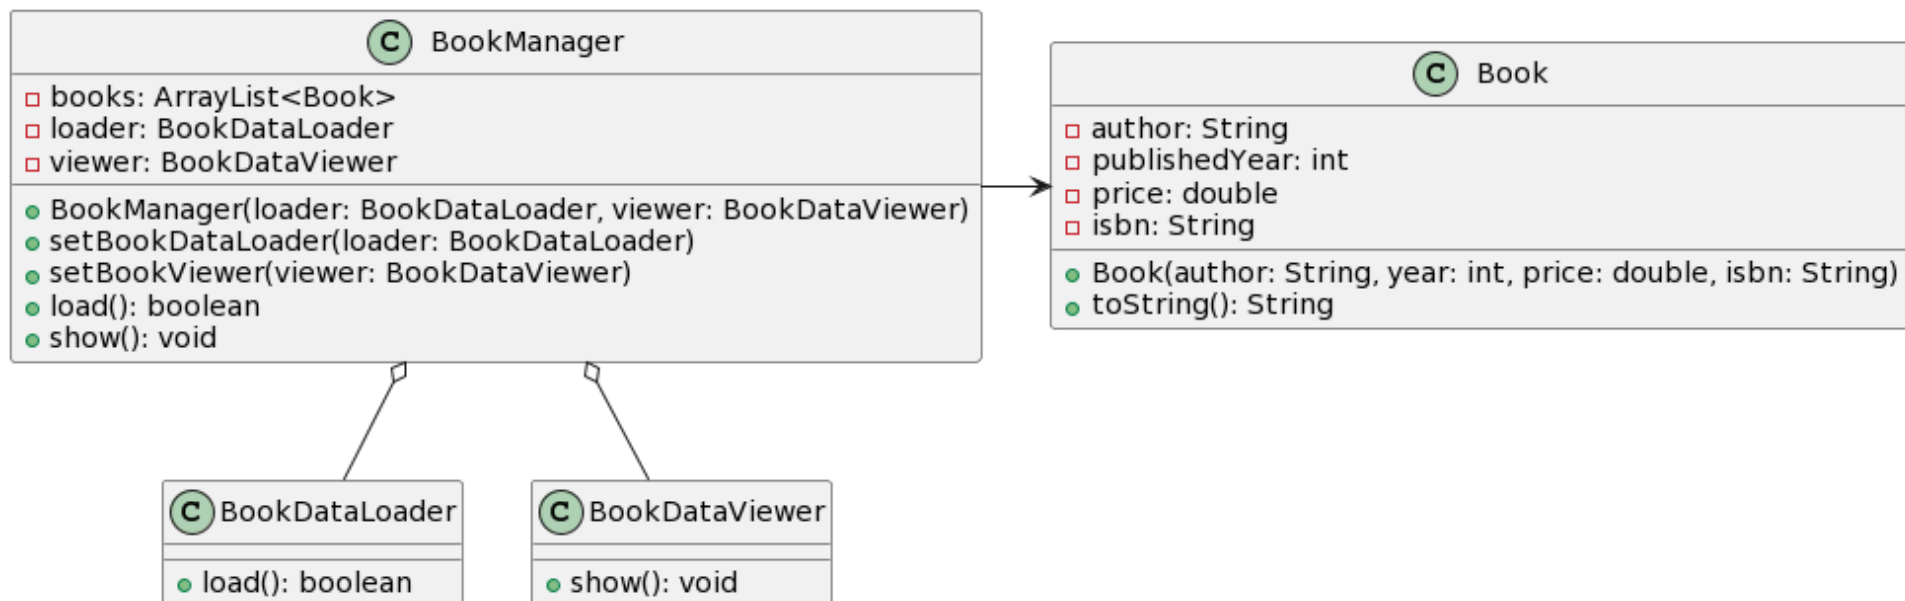 C BookManager
books: ArrayList<Book>
loader: BookDataLoader
viewer: BookDataViewer
BookManager(loader: BookDataLoader, viewer: BookDataViewer)
setBookDataLoader(loader: BookDataLoader)
setBookViewer(viewer: BookDataViewer)
load(): boolean
show(): void
C Book
author: String
publishedYear: int
price: double
isbn: String
Book(author: String, year: int, price: double, isbn: String)
toString(): String
C BookDataLoader
load(): boolean
C BookDataViewer
show(): void